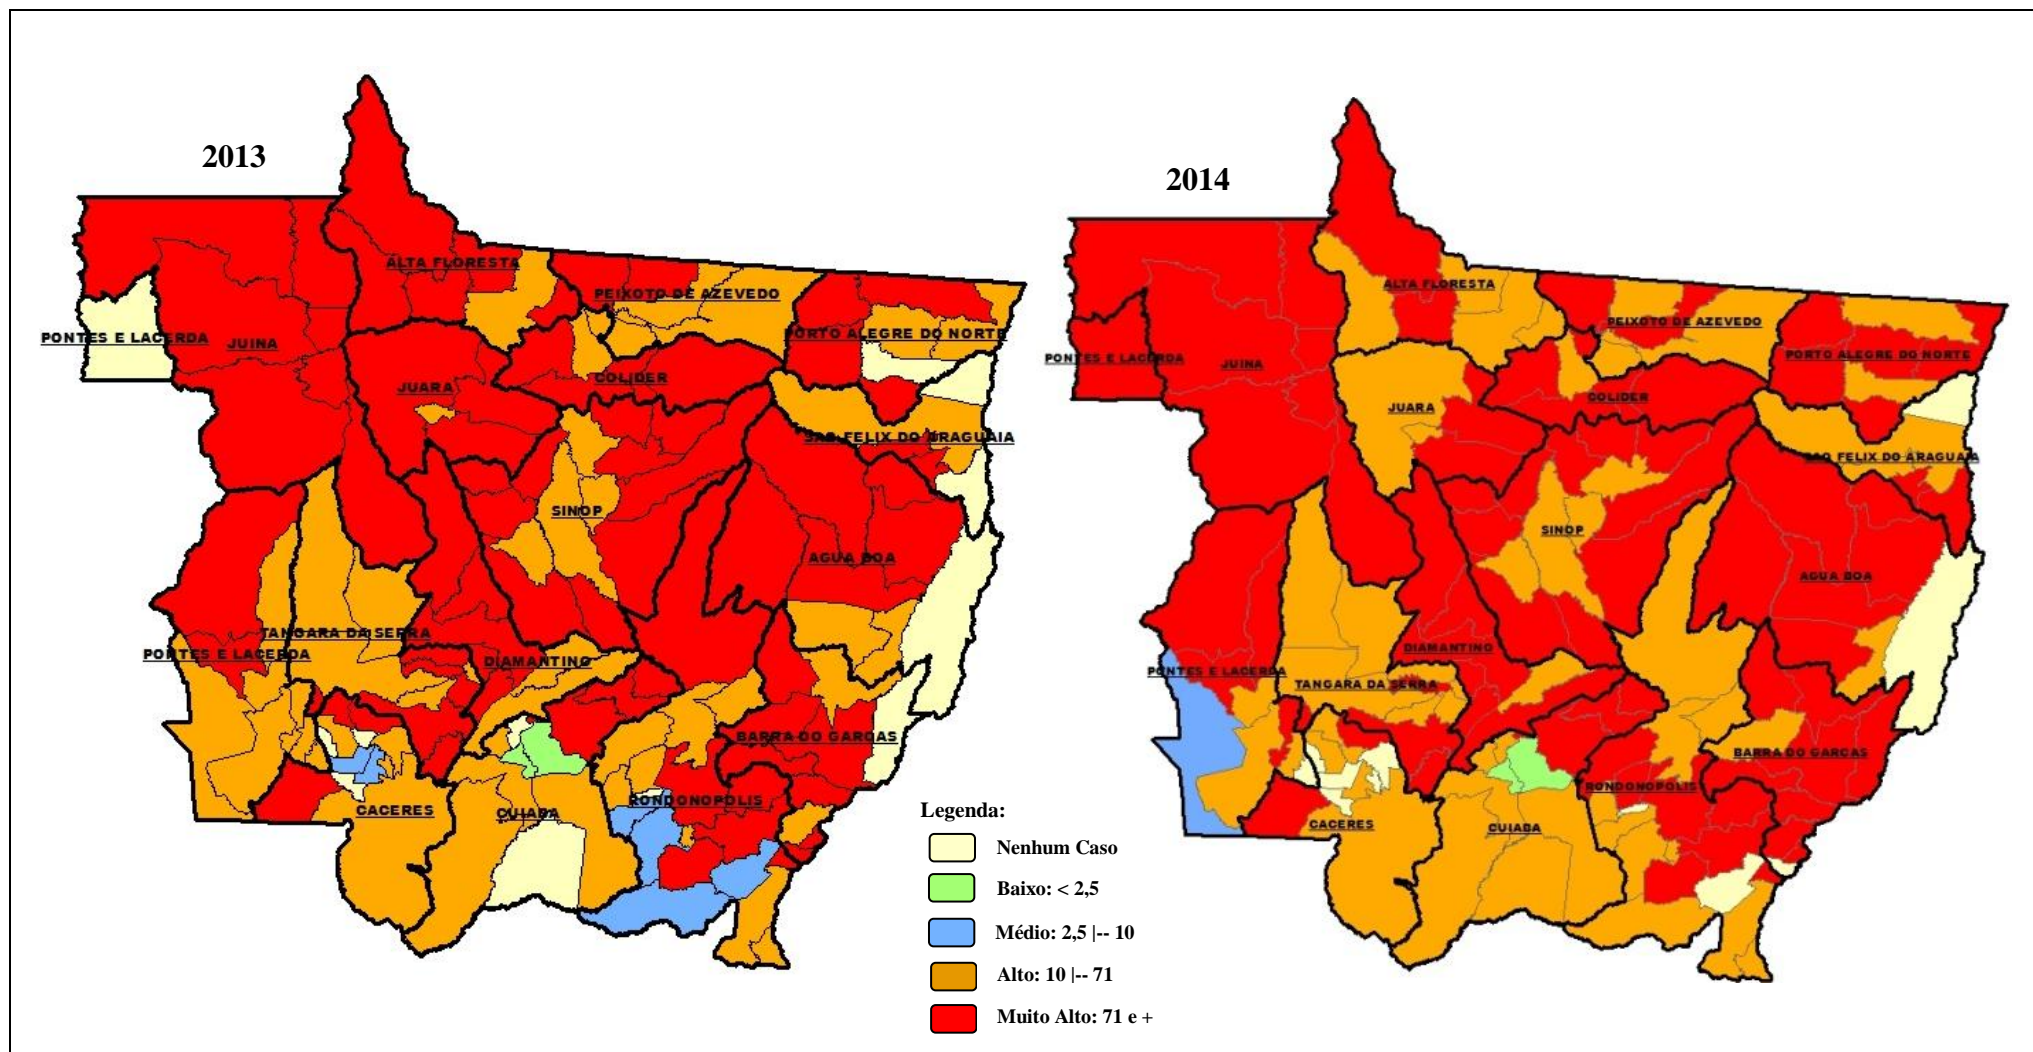 2013
ALTA FLORESTA
PEIXOTO DE AZEVEDO
PORTO ALEGRE DO NORTE
PONTES E LACERDA
JUINA
JUARA
COLIDER
SAO FELIX DO ARAGUAIA
SINOP
AGUA BOA
TANGARA DA SERRA
PONTES E LACERDA
DIAMANTINO
BARRA DO GARCAS
RONDONOPOLIS
CACERES
CUIABA
2014
ALTA FLORESTA
PEIXOTO DE AZEVEDO
PORTO ALEGRE DO NORTE
PONTES E LACERDA
JUINA
COLIDER
JUARA
SAO FELIX DO ARAGUAIA
SINOP
AGUA BOA
DIAMANTINO
PONTES E LACERDA
TANGARA DA SERRA
BARRA DO GARCAS
RONDONOPOLIS
CACERES
CUIABA
Legenda:
Nenhum Caso
Baixo: < 2,5
Médio: 2,5 |-- 10
Alto: 10 |-- 71
Muito Alto: 71 e +